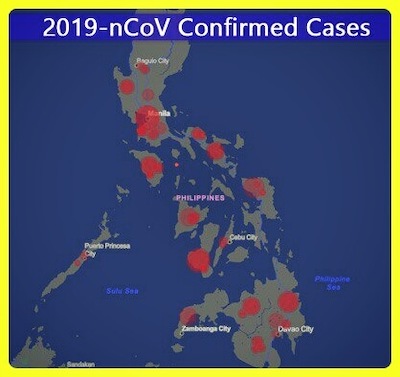 2019-nCoV Confirmed Cases
Baguio City
Manila
PHILIPPINES
Cebu City
Puerto Princesa
City
Sulu Sea
Philippine
Sea
Zamboanga City
Davao City
Sandakan